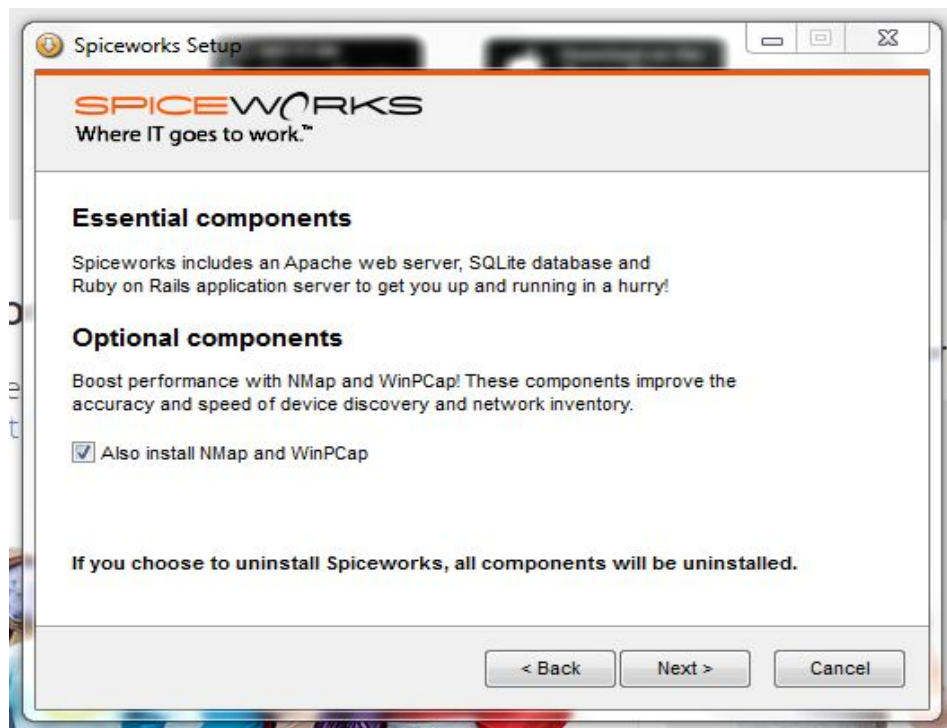 Spiceworks Setup
SPICEWORKS
Where IT goes to work.™
Essential components
Spiceworks includes an Apache web server, SQLite database and
Ruby on Rails application server to get you up and running in a hurry!
Optional components
Boost performance with NMap and WinPCap! These components improve the
accuracy and speed of device discovery and network inventory.
Also install NMap and WinPCap
If you choose to uninstall Spiceworks, all components will be uninstalled.
< Back Next > Cancel